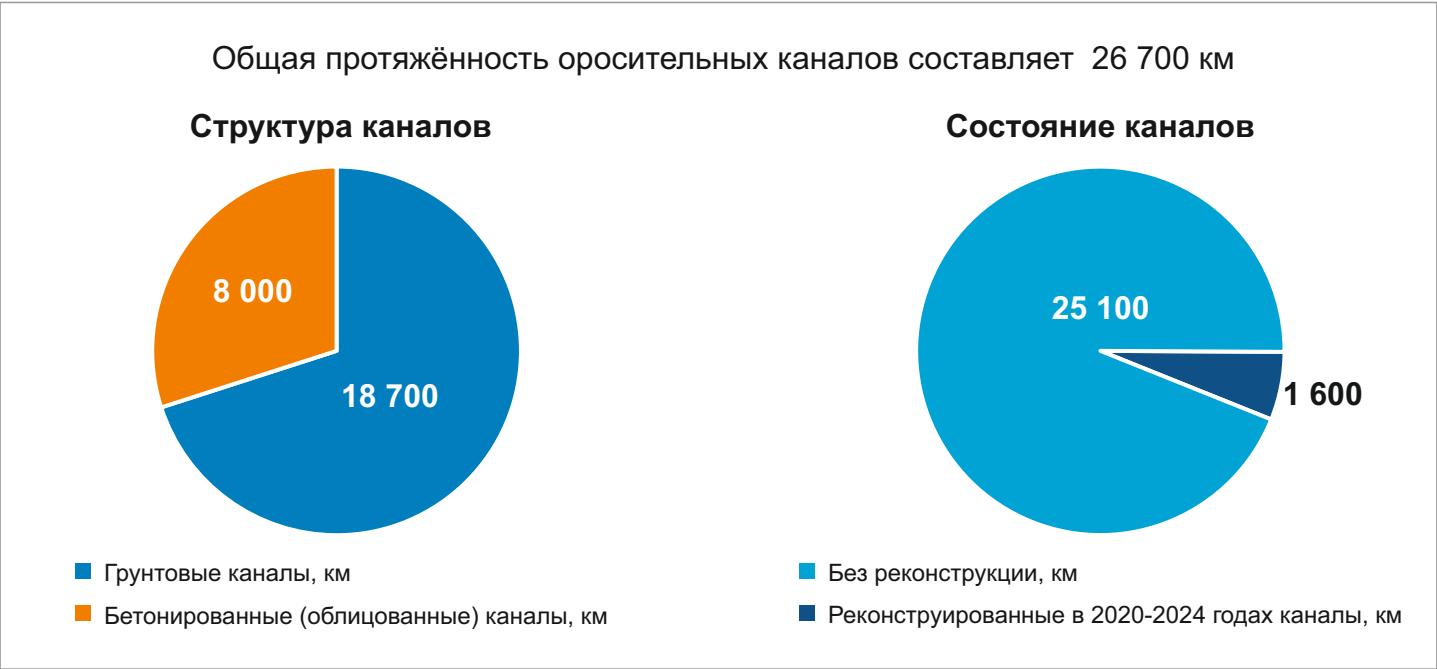 Общая протяжённость оросительных каналов составляет 26 700 км
Структура каналов
8 000
18 700
Грунтовые каналы, км
Бетонированные (облицованные) каналы, км
Состояние каналов
25 100
1 600
Без реконструкции, км
Реконструированные в 2020-2024 годах каналы, км